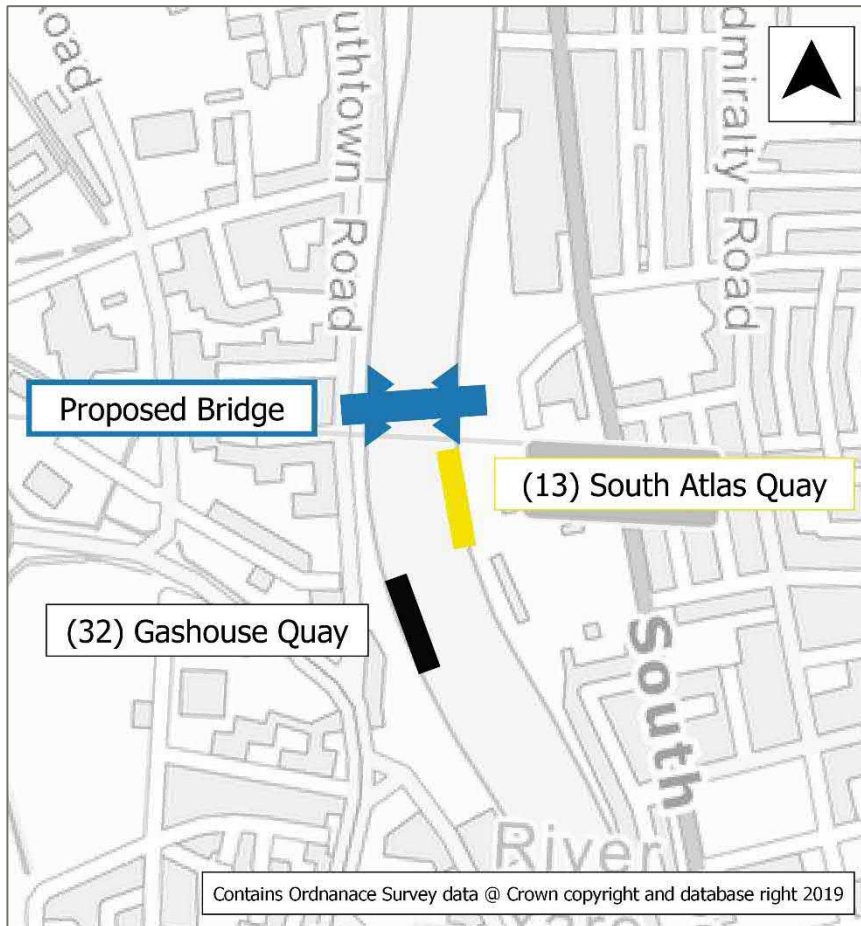 Road
uthtown Road
dmiralty Road
Proposed Bridge
(13) South Atlas Quay
(32) Gashouse Quay
South
River
Contains Ordnanace Survey data @ Crown copyright and database right 2019